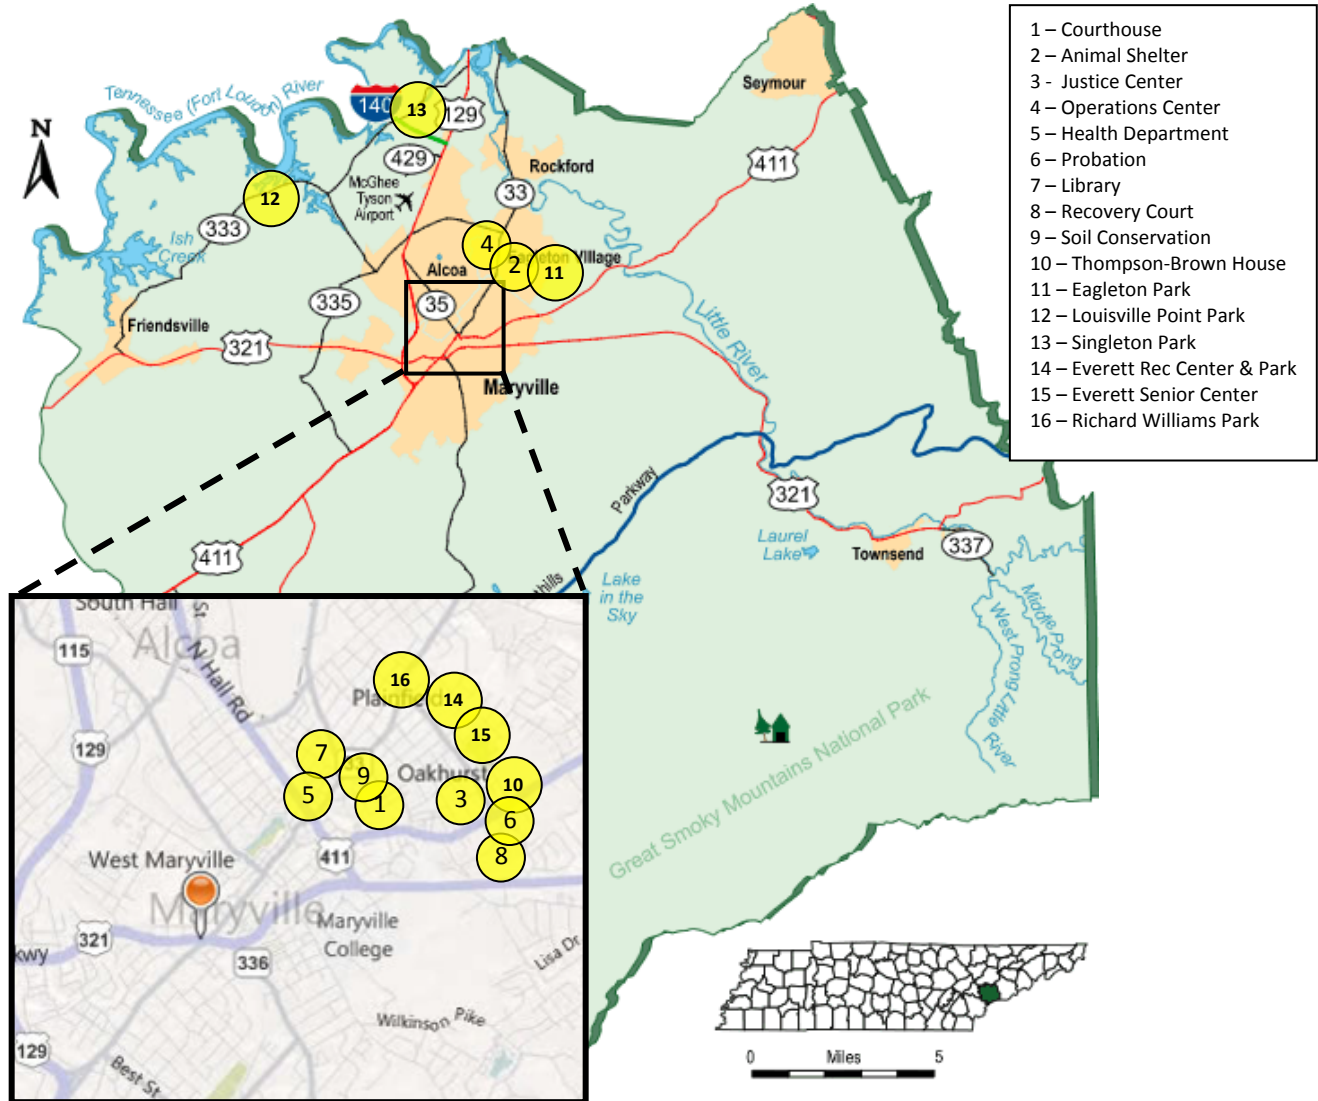 1 – Courthouse
2 – Animal Shelter
3 - Justice Center
4 – Operations Center
5 – Health Department
6 – Probation
7 – Library
8 – Recovery Court
9 – Soil Conservation
10 – Thompson-Brown House
11 – Eagleton Park
12 – Louisville Point Park
13 – Singleton Park
14 – Everett Rec Center & Park
15 – Everett Senior Center
16 – Richard Williams Park
Tennessee (Fort Loudon) River
N
Seymour
140
13
129
429
Rockford
411
McGhee
Tyson
Airport
33
12
333
Ish
Creek
4
2
11
Village
Alcoa
335
35
Friendsville
321
Little River
Maryville
Parkway
321
Laurel
Lake
Townsend
337
411
Lake
in the
Sky
Middle Prong
West Prong Little
River
Great Smoky Mountains National Park
South Hall
St
115
Alcoa
N Hall Rd
16
Plainfield
14
129
15
7
9
Oakhurst
10
5
1
3
6
411
8
West Maryville
Maryville
Maryville
College
321
336
Lisa Dr
kwy
Wilkinson Pike
129
Best St
0 Miles 5